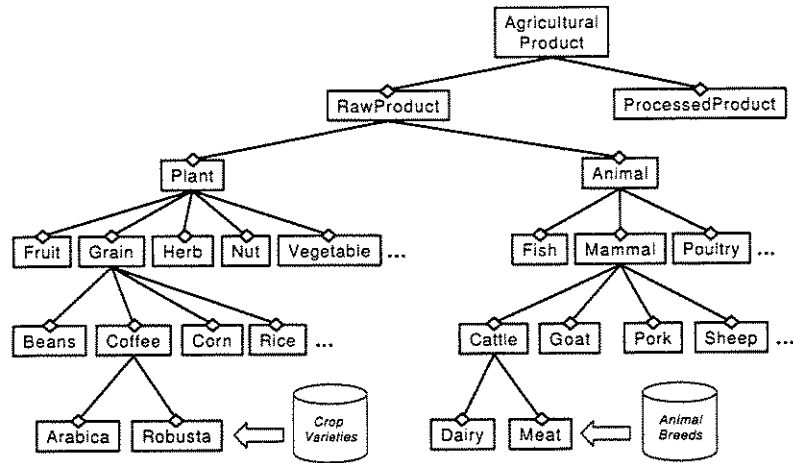 Agricultural
Product
RawProduct
ProcessedProduct
Plant
Animal
Fruit
Grain
Herb
Nut
Vegetable
...
Fish
Mammal
Poultry
...
Beans
Coffee
Corn
Rice
...
Cattle
Goat
Pork
Sheep
...
Arabica
Robusta
Crop
Varieties
Dairy
Meat
Animal
Breeds